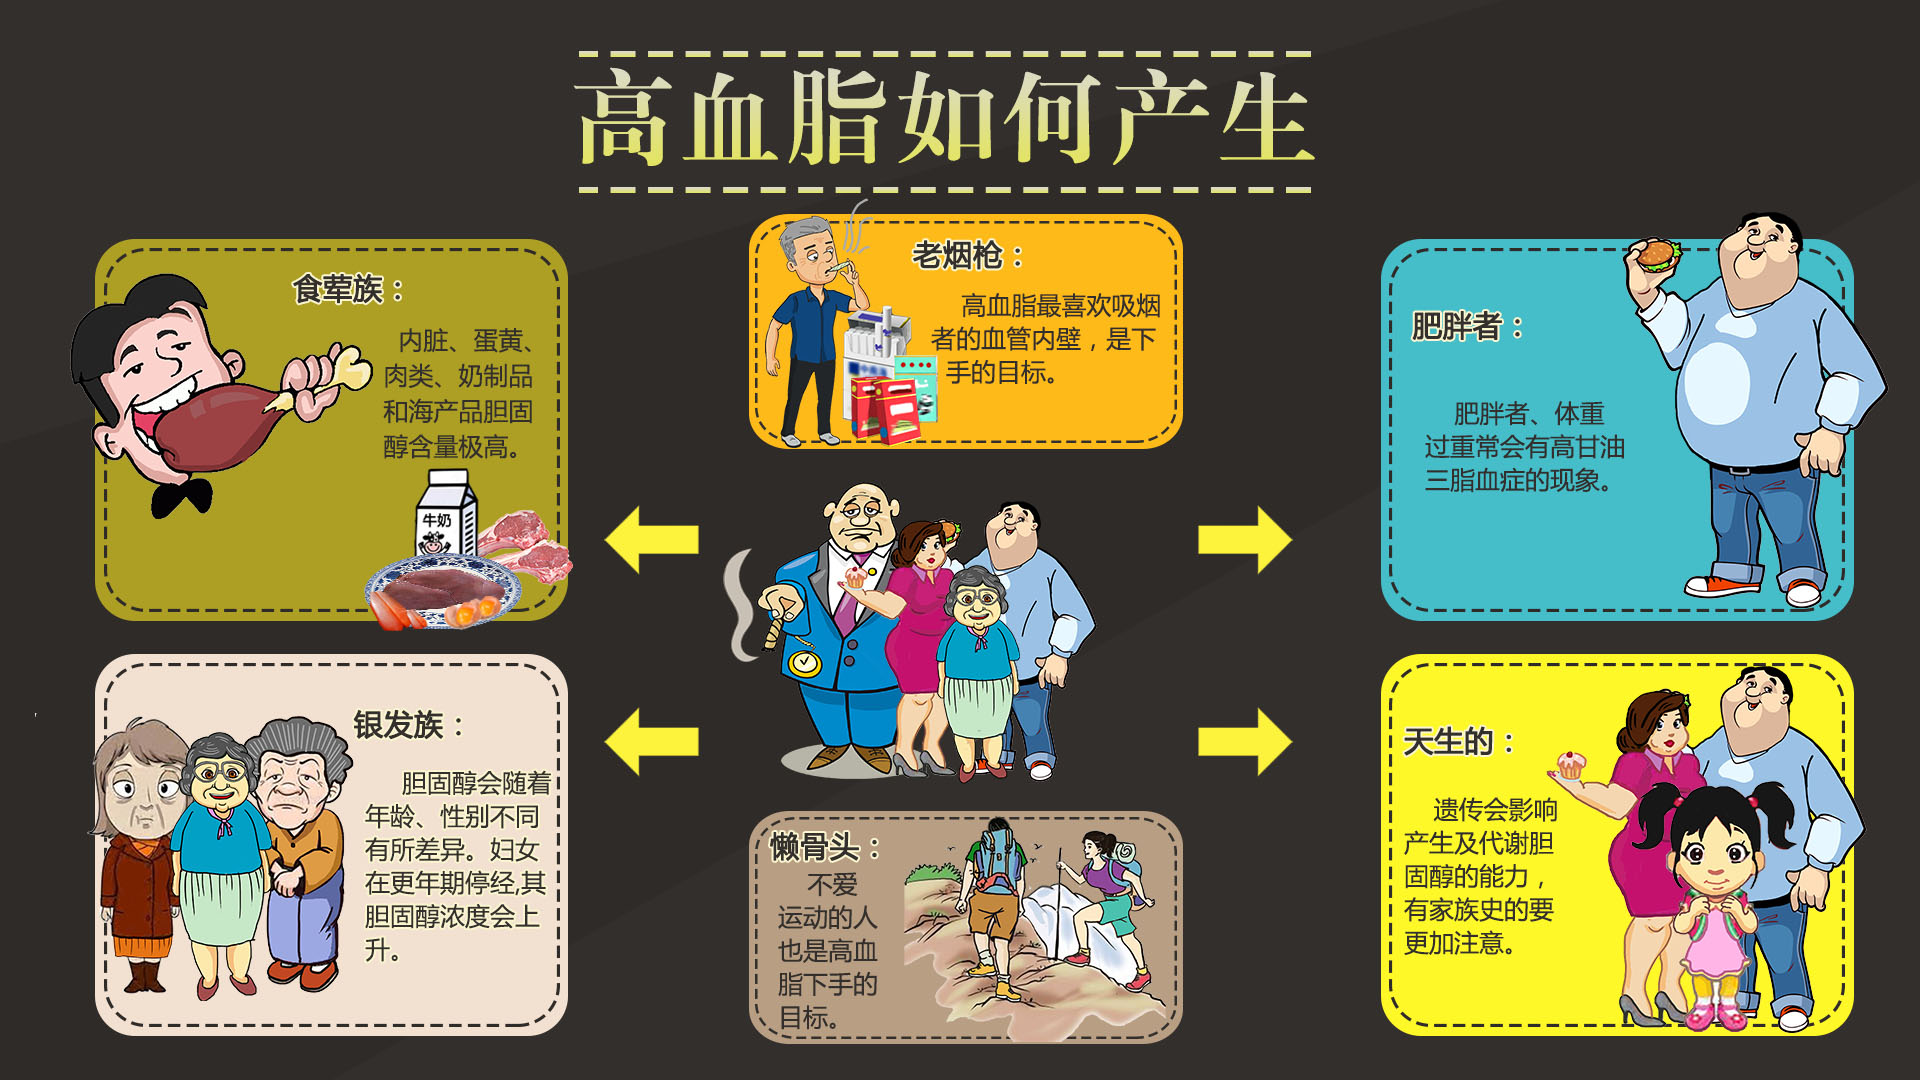 高血脂如何产生
食荤族：
内脏、蛋黄、
肉类、奶制品
和海产品胆固
醇含量极高。
牛奶
老烟枪：
高血脂最喜欢吸烟
者的血管内壁，是下
手的目标。
肥胖者：
肥胖者、体重
过重常会有高甘油
三脂血症的现象。
银发族：
胆固醇会随着
年龄、性别不同
有所差异。妇女
在更年期停经,其
胆固醇浓度会上
升。
懒骨头：
不爱
运动的人
也是高血
脂下手的
目标。
天生的：
遗传会影响
产生及代谢胆
固醇的能力，
有家族史的要
更加注意。